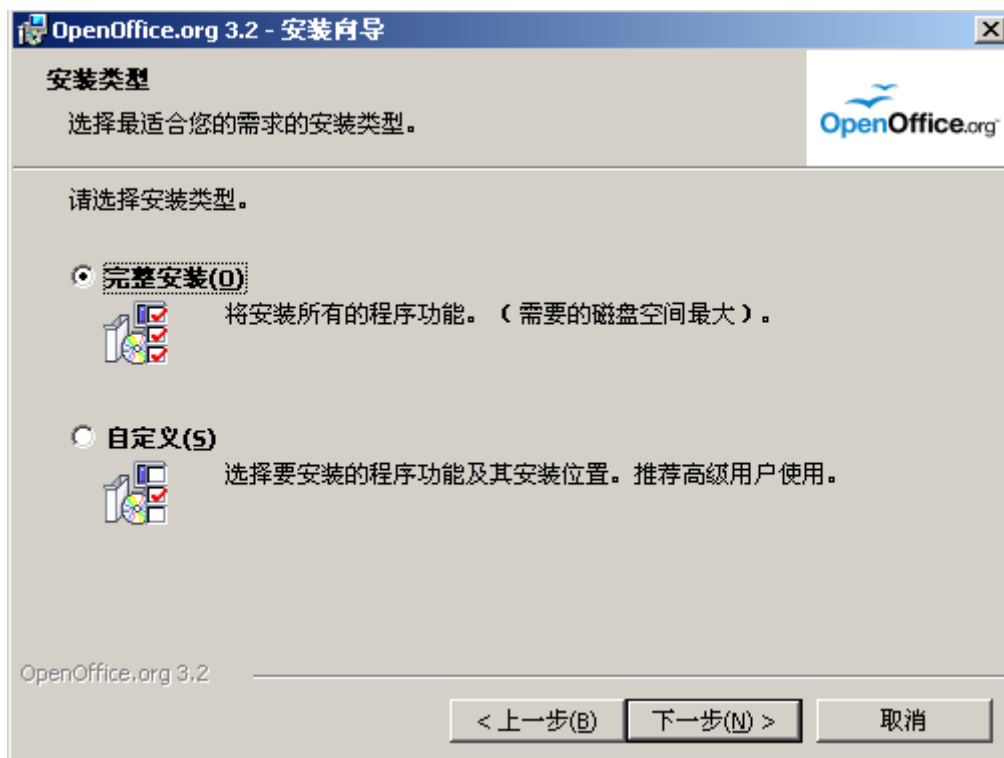 OpenOffice.org 3.2 - 安装向导
安装类型
选择最适合您的需求的安装类型。
OpenOffice.org
请选择安装类型。
完整安装(O)
将安装所有的程序功能。（需要的磁盘空间最大）。
自定义(S)
选择要安装的程序功能及其安装位置。推荐高级用户使用。
OpenOffice.org 3.2
< 上一步(B)
下一步(N) >
取消